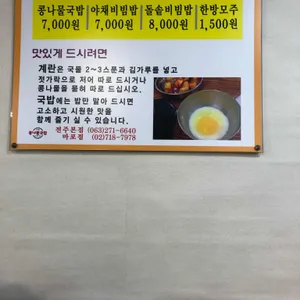 콩나물국밥 야채비빔밥 돌솥비빔밥 한방모주
7,000원 7,000원 8,000원 1,500원
맛있게 드시려면
계란은 국물 2~3스푼과 김가루를 넣고
젓가락으로 저어 따로 드시거나
콩나물을 풀혀 따로 드십시오.
국밥에는 밥만 말아 드시면
고소하고 시원한 맛을
함께 즐기실 수 있습니다.
전주본점 (063)271-6640
마포점 (02)718-7978